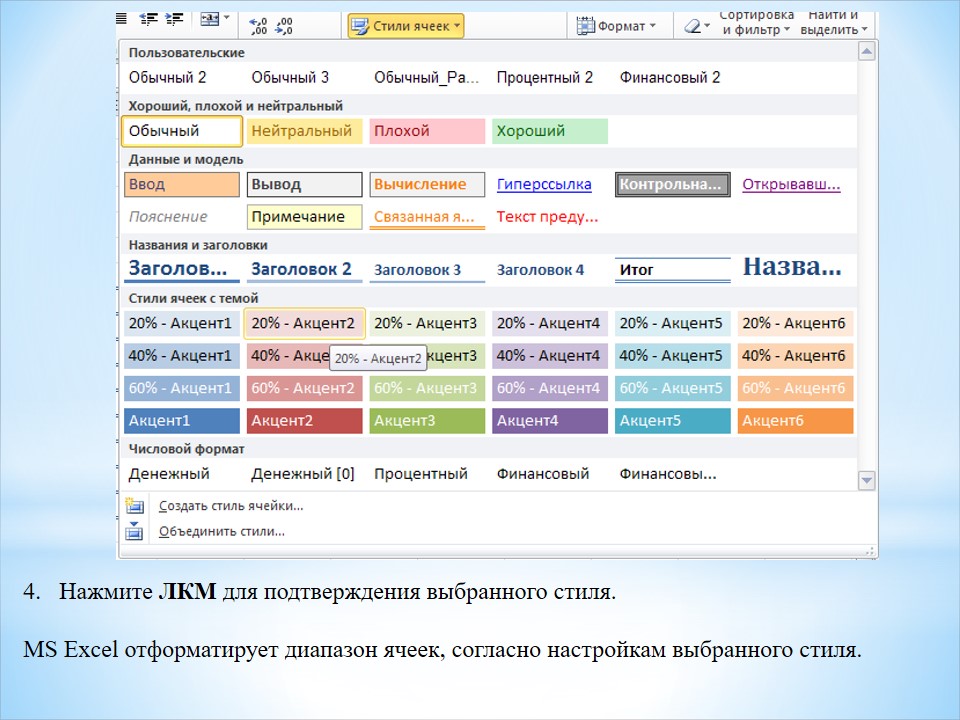 ,0 ,00
,00 ,0
Стили ячеек
Формат
Сортировка
и фильтр
Найти и
выделить
Пользовательские
Обычный 2 Обычный 3 Обычный_Ра... Процентный 2 Финансовый 2
Хороший, плохой и нейтральный
Обычный Нейтральный Плохой Хороший
Данные и модель
Ввод Вывод Вычисление Гиперссылка Контрольна... Открывавш...
Пояснение Примечание Связанная я... Текст преду...
Названия и заголовки
Заголов... Заголовок 2 Заголовок 3 Заголовок 4 Итог Назва...
Стили ячеек с темой
20% - Акцент1 20% - Акцент2 20% - Акцент3 20% - Акцент4 20% - Акцент5 20% - Акцент6
40% - Акцент1 40% - Акце 20% - Акцент2 кцент3 40% - Акцент4 40% - Акцент5 40% - Акцент6
60% - Акцент1 60% - Акцент2 60% - Акцент3 60% - Акцент4 60% - Акцент5 60% - Акцент6
Акцент1 Акцент2 Акцент3 Акцент4 Акцент5 Акцент6
Числовой формат
Денежный Денежный [0] Процентный Финансовый Финансовы...
Создать стиль ячейки...
Объединить стили...
4. Нажмите ЛКМ для подтверждения выбранного стиля.
MS Excel отформатирует диапазон ячеек, согласно настройкам выбранного стиля.